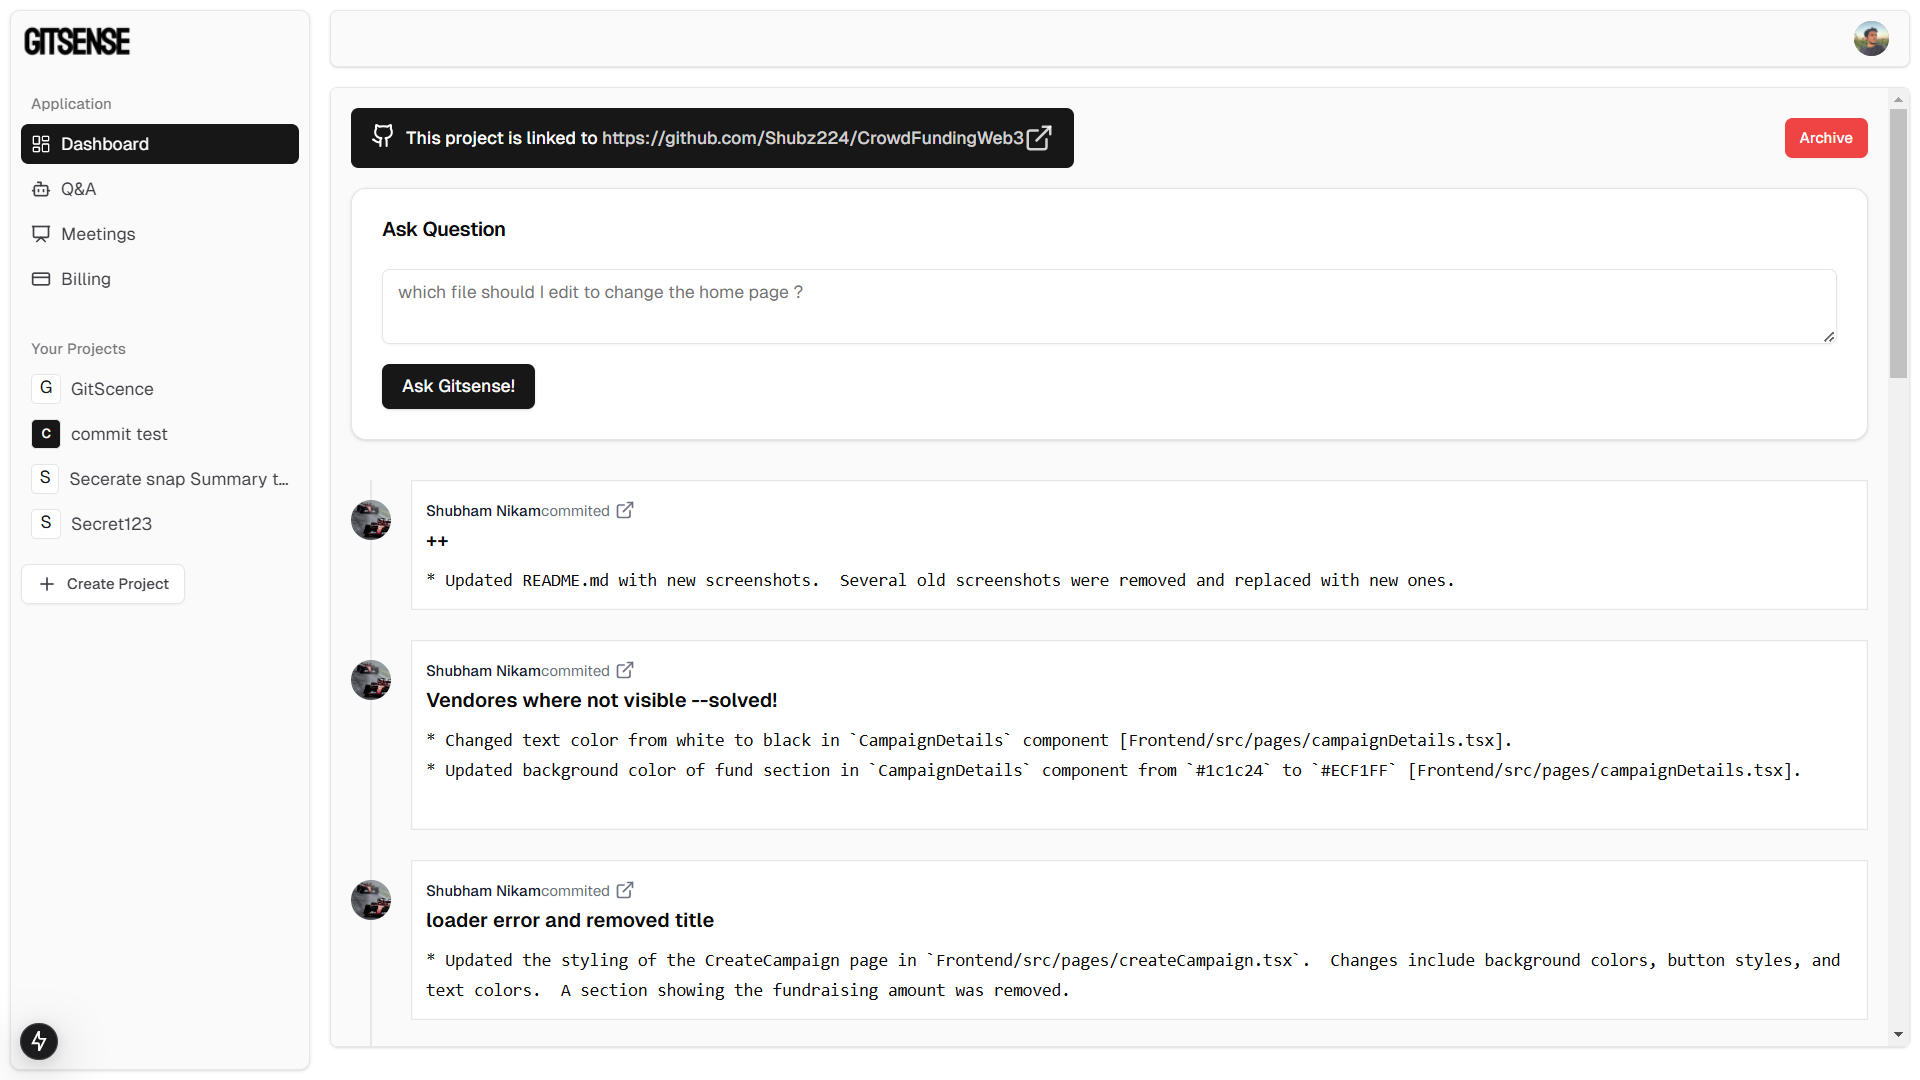 GITSENSE
Application
Dashboard
Q&A
Meetings
Billing
Your Projects
G GitScence
C commit test
S Secerate snap Summary t...
S Secret123
Create Project
This project is linked to https://github.com/Shubz224/CrowdFundingWeb3
Archive
Ask Question
which file should I edit to change the home page ?
Ask Gitsense!
Shubham Nikamcommited
++
* Updated README.md with new screenshots.  Several old screenshots were removed and replaced with new ones.
Shubham Nikamcommited
Vendores where not visible --solved!
* Changed text color from white to black in `CampaignDetails` component [Frontend/src/pages/campaignDetails.tsx].
* Updated background color of fund section in `CampaignDetails` component from `#1c1c24` to `#ECF1FF` [Frontend/src/pages/campaignDetails.tsx].
Shubham Nikamcommited
loader error and removed title
* Updated the styling of the CreateCampaign page in `Frontend/src/pages/createCampaign.tsx`.  Changes include background colors, button styles, and
text colors.  A section showing the fundraising amount was removed.